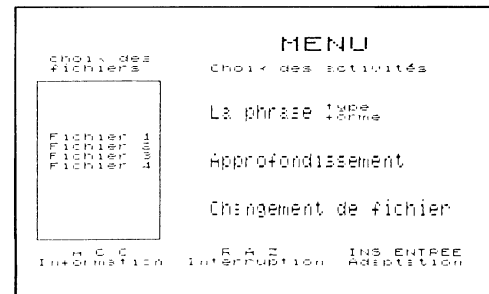 MENU
choix des
fichiers
Choix des activités
La phrase type
forme
Fichier 1
Fichier 2
Fichier 3
Fichier 4
Approfondissement
Changement de fichier
A C C
Information
R A Z
Interruption
INS ENTREE
Adaptation